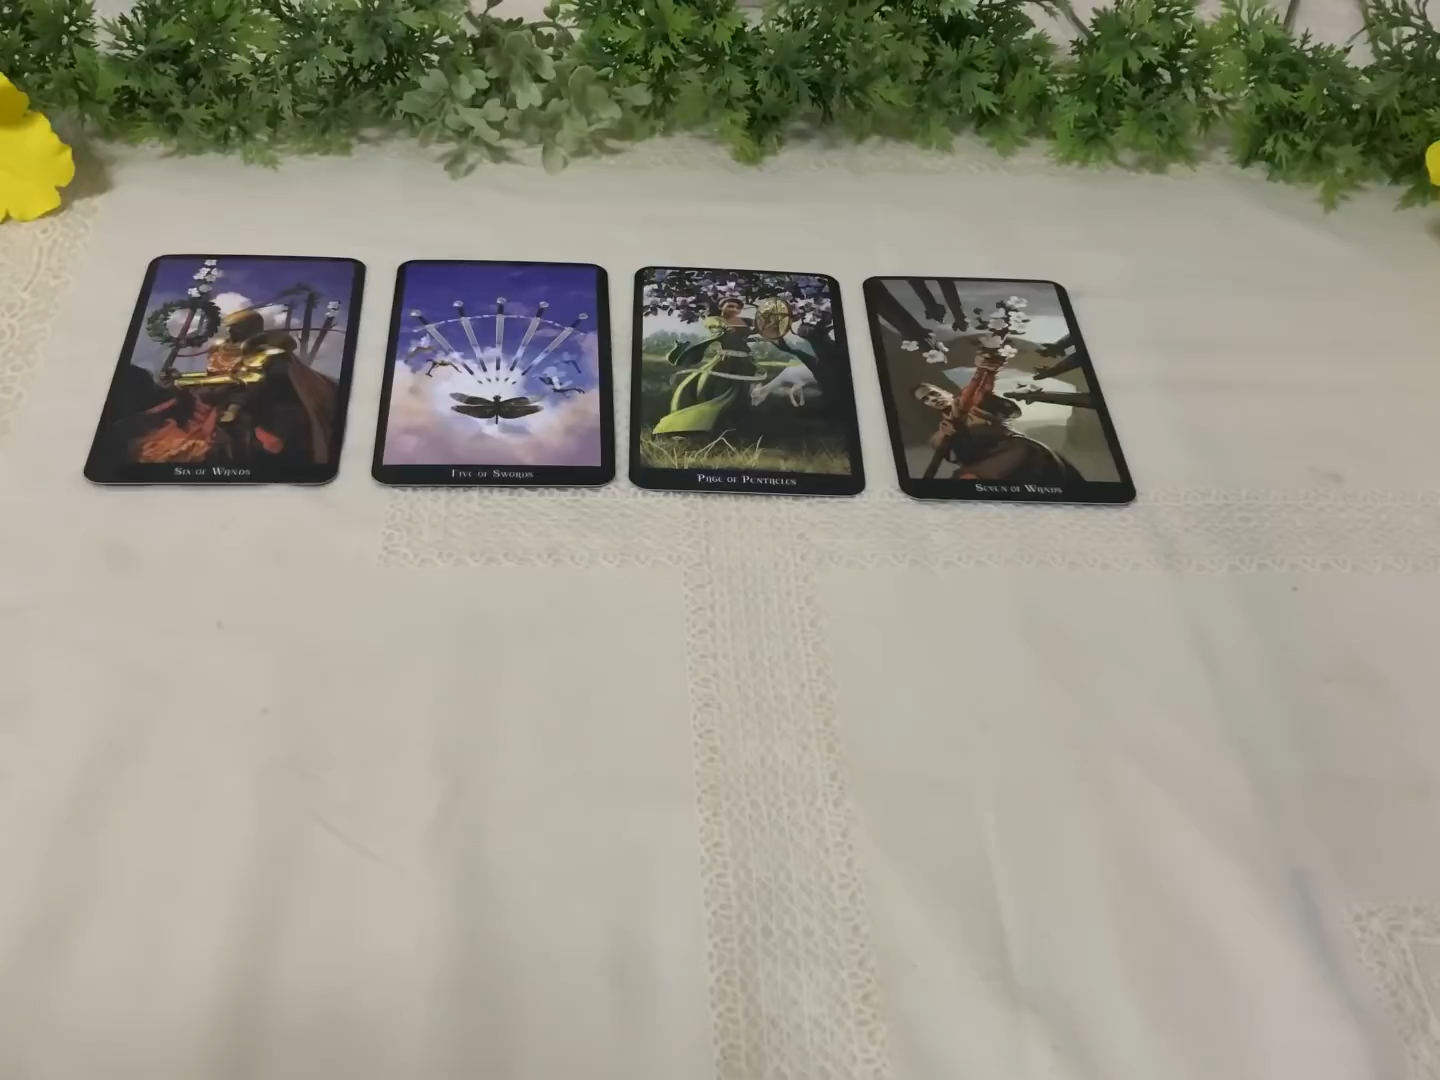 Six of Wands
Five of Swords
Page of Pentacles
Seven of Wands